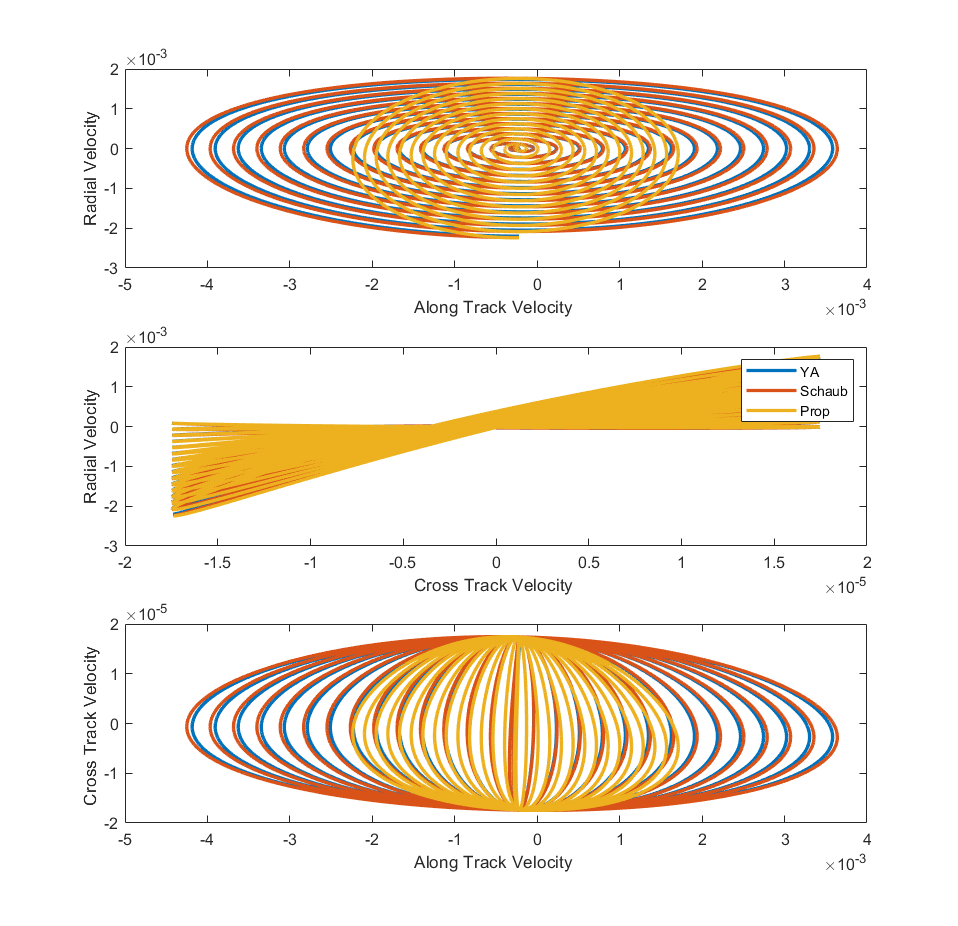 ×10-3
2
1
0
-1
-2
-3
Radial Velocity
-5 -4 -3 -2 -1 0 1 2 3 4
Along Track Velocity
×10-3
×10-3
2
1
0
-1
-2
-3
Radial Velocity
YA
Schaub
Prop
-2 -1.5 -1 -0.5 0 0.5 1 1.5 2
Cross Track Velocity
×10-5
×10-5
2
1
0
-1
-2
Cross Track Velocity
-5 -4 -3 -2 -1 0 1 2 3 4
Along Track Velocity
×10-3